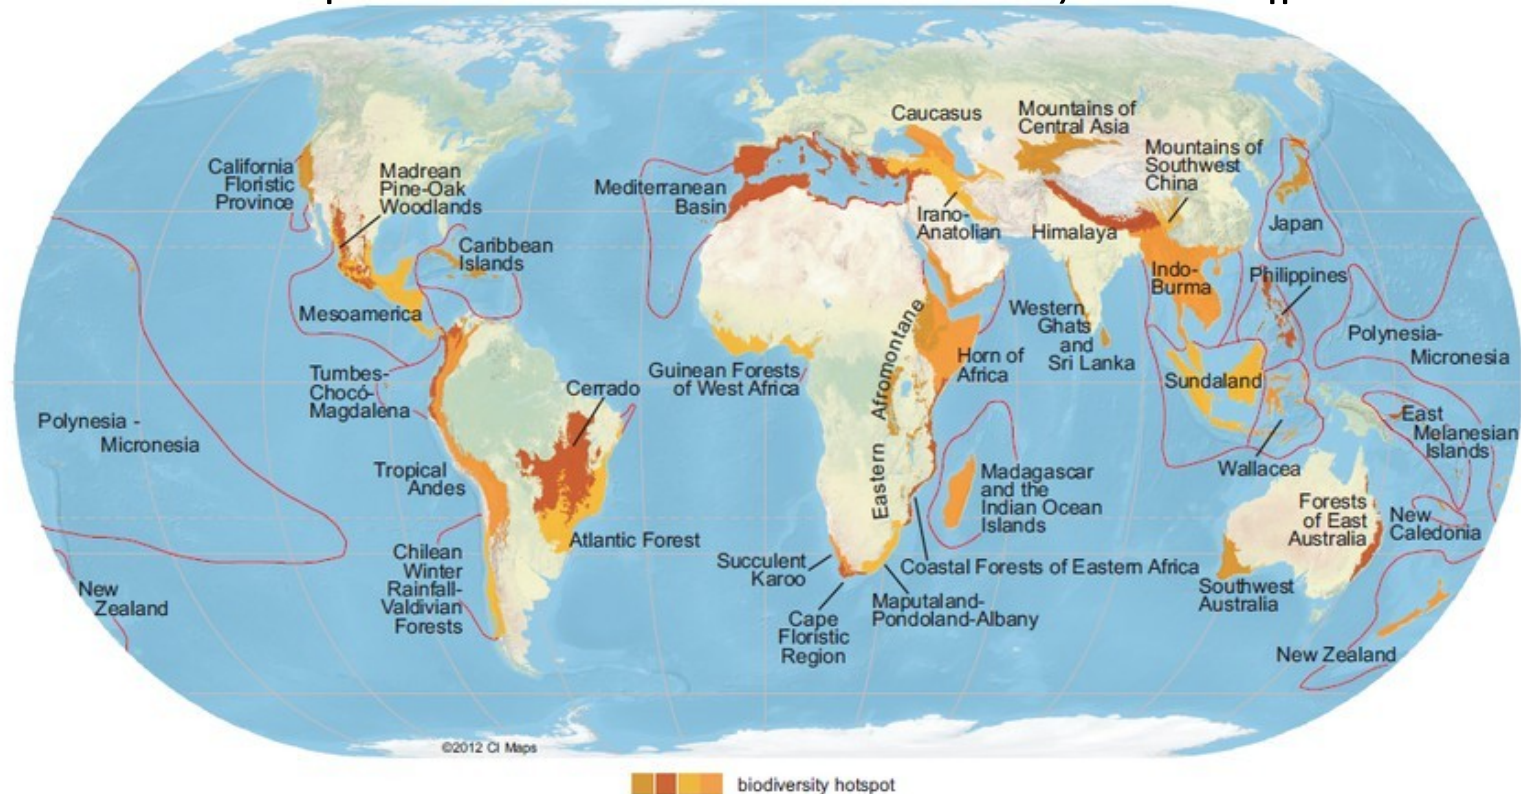 Caucasus
Mountains of
Central Asia
Mountains of
Southwest
China
California
Floristic
Province
Madrean
Pine-Oak
Woodlands
Mediterranean
Basin
Irano-
Anatolian
Himalaya
Japan
Caribbean
Islands
Indo-
Burma
Philippines
Mesoamerica
Western
Ghats
and
Sri Lanka
Polynesia-
Micronesia
Guinean Forests
of West Africa
Eastern Afromontane
Horn of
Africa
Tumbes-
Chocó-
Magdalena
Cerrado
Sundaland
Polynesia -
Micronesia
East
Melanesian
Islands
Tropical
Andes
Madagascar
and the
Indian Ocean
Islands
Wallacea
Forests
of East
Australia
New
Caledonia
Atlantic Forest
Chilean
Winter
Rainfall-
Valdivian
Forests
Succulent
Karoo
Coastal Forests of Eastern Africa
Southwest
Australia
New
Zealand
Cape
Floristic
Region
Maputaland-
Pondoland-Albany
New Zealand
©2012 CI Maps
biodiversity hotspot